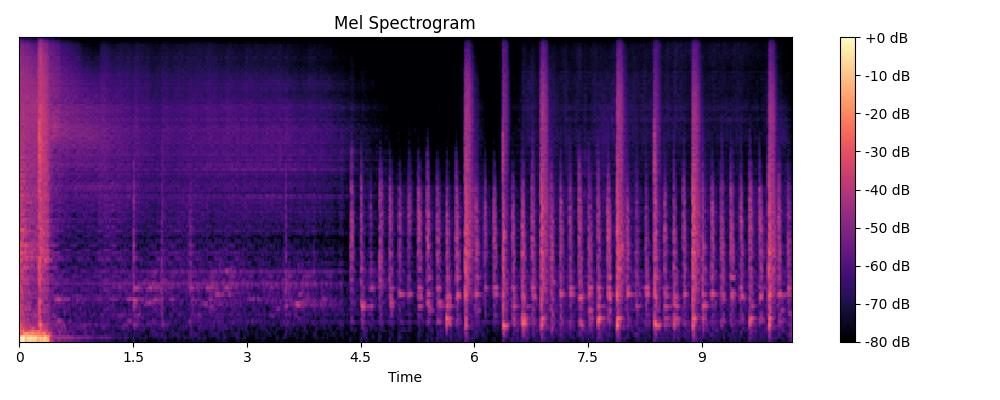 Mel Spectrogram
+0 dB
-10 dB
-20 dB
-30 dB
-40 dB
-50 dB
-60 dB
-70 dB
-80 dB
0 1.5 3 4.5 6 7.5 9
Time